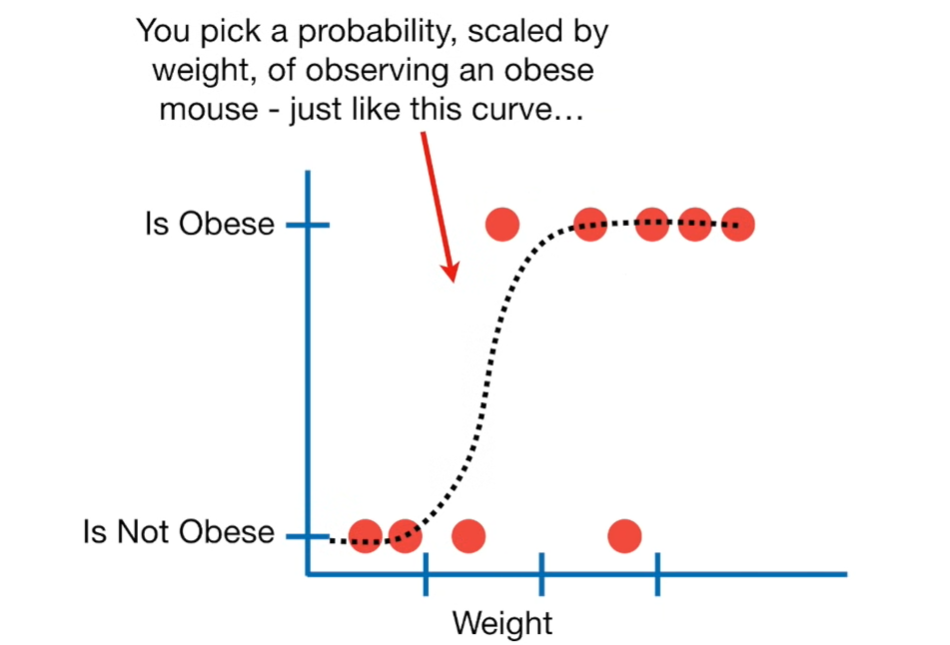 You pick a probability, scaled by
weight, of observing an obese
mouse - just like this curve…
Is Obese
Is Not Obese
Weight